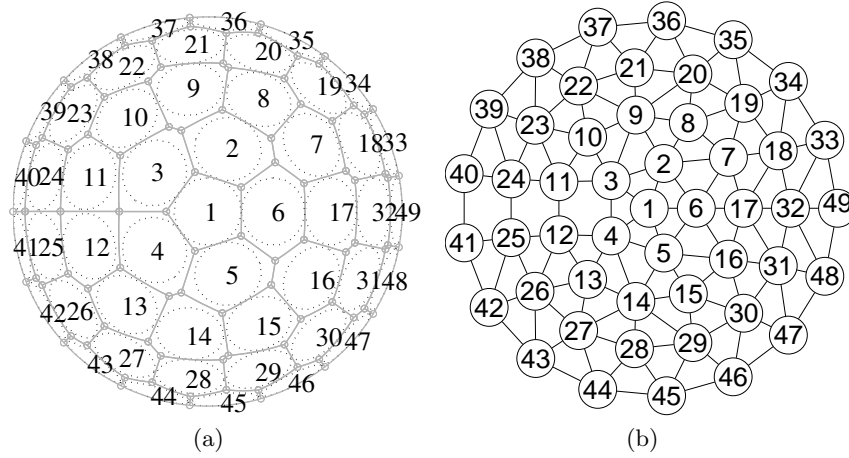 37 36
21 20 35
38 22 9 19 34
39 23 10 8
2 7 18 33
40 24 11 3
1 6 17 32 49
41 25 12 4
5 16 31 48
42 26 13
14 15 30 47
43 27 28 29 46
44 45
(a)
36
37 35
38 21 20
22 34
39 9 19
23 10 8 33
2 7 18
40 24 11 3
1 6 17 32 49
41 25 12 4
5 16 31 48
42 26 13
14 15 30
27 47
43 28 29
44 45 46
(b)